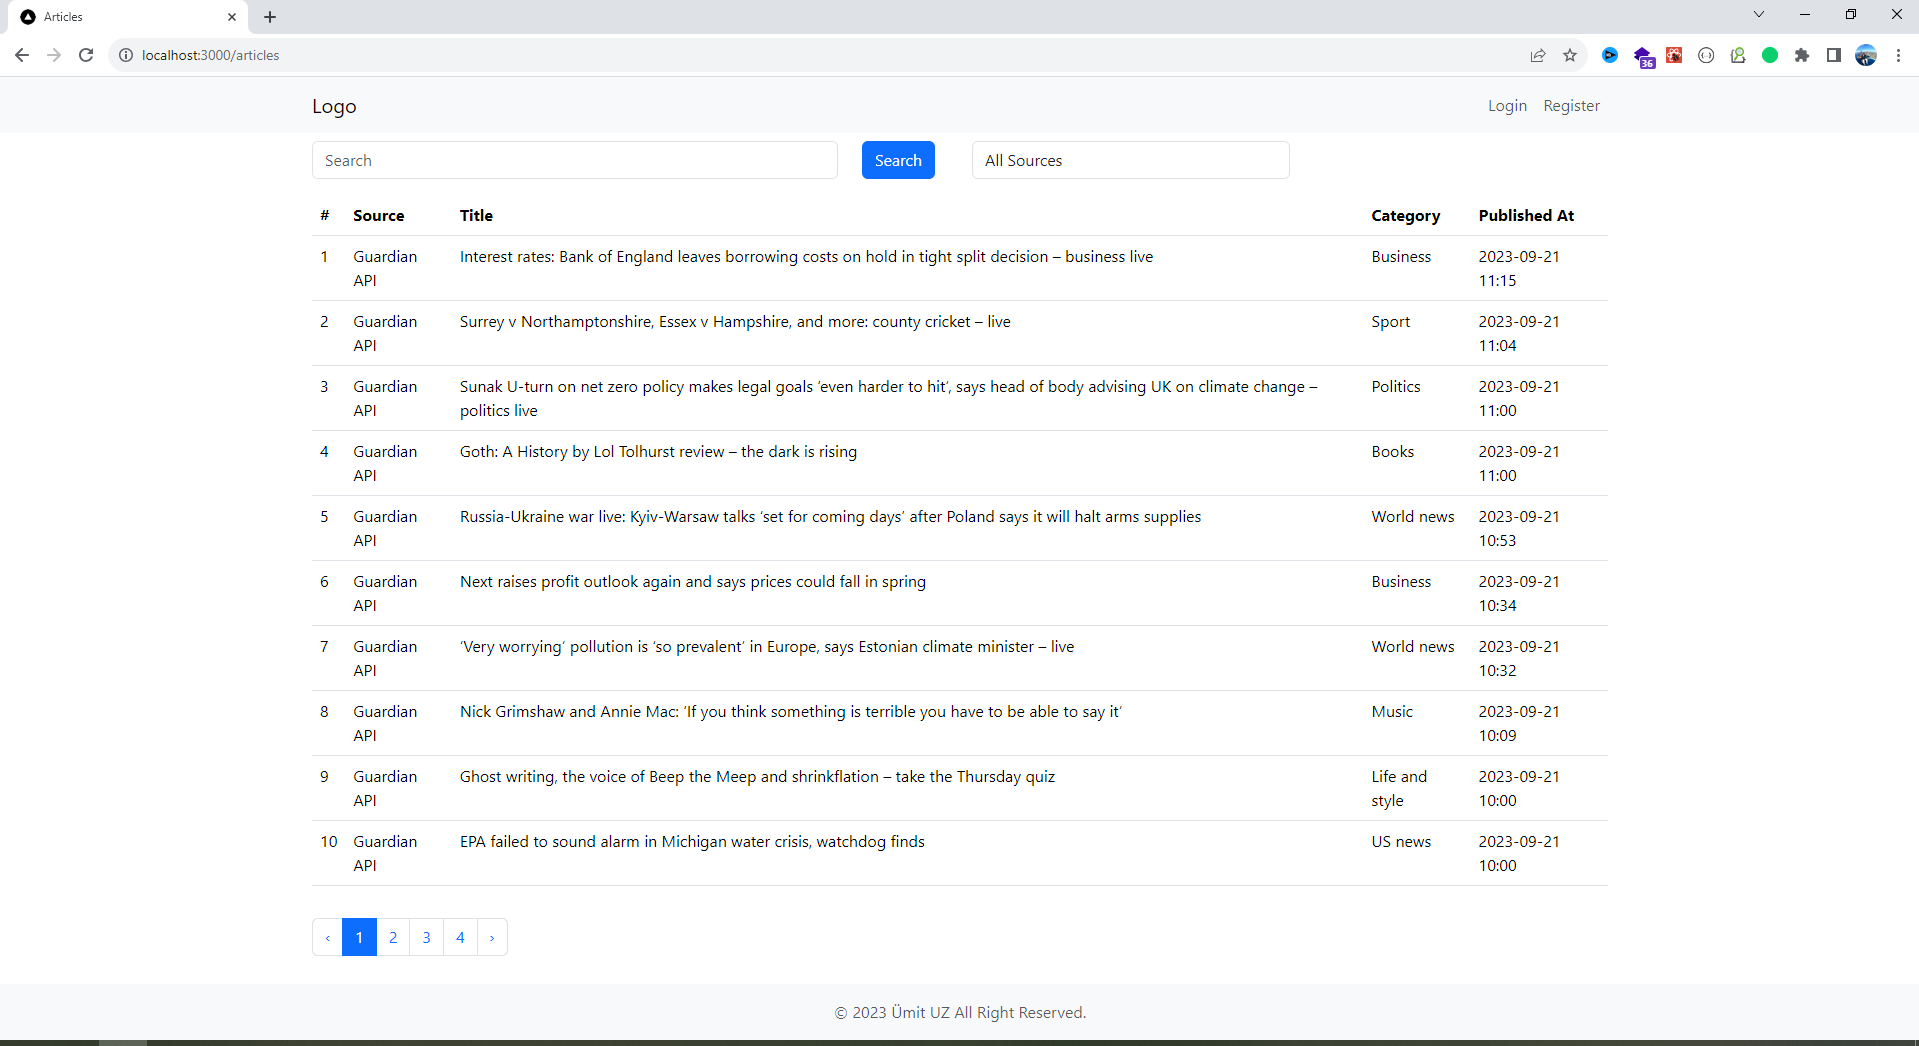 Articles
localhost:3000/articles
36
Logo
Login Register
Search Search All Sources
# Source Title Category Published At
1 Guardian Interest rates: Bank of England leaves borrowing costs on hold in tight split decision – business live Business 2023-09-21
API 11:15
2 Guardian Surrey v Northamptonshire, Essex v Hampshire, and more: county cricket – live Sport 2023-09-21
API 11:04
3 Guardian Sunak U-turn on net zero policy makes legal goals ‘even harder to hit’, says head of body advising UK on climate change – Politics 2023-09-21
API politics live 11:00
4 Guardian Goth: A History by Lol Tolhurst review – the dark is rising Books 2023-09-21
API 11:00
5 Guardian Russia-Ukraine war live: Kyiv-Warsaw talks ‘set for coming days’ after Poland says it will halt arms supplies World news 2023-09-21
API 10:53
6 Guardian Next raises profit outlook again and says prices could fall in spring Business 2023-09-21
API 10:34
7 Guardian ‘Very worrying’ pollution is ‘so prevalent’ in Europe, says Estonian climate minister – live World news 2023-09-21
API 10:32
8 Guardian Nick Grimshaw and Annie Mac: ‘If you think something is terrible you have to be able to say it’ Music 2023-09-21
API 10:09
9 Guardian Ghost writing, the voice of Beep the Meep and shrinkflation – take the Thursday quiz Life and 2023-09-21
API style 10:00
10 Guardian EPA failed to sound alarm in Michigan water crisis, watchdog finds US news 2023-09-21
API 10:00
‹ 1 2 3 4 ›
© 2023 Ümit UZ All Right Reserved.